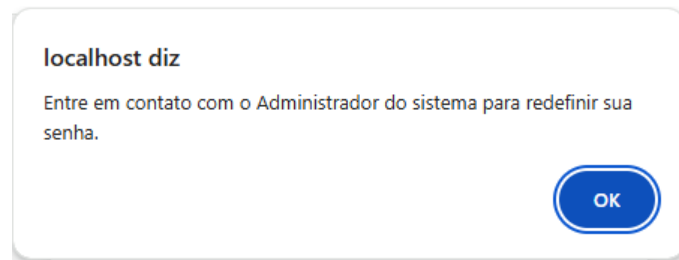 localhost diz
Entre em contato com o Administrador do sistema para redefinir sua
senha.
OK